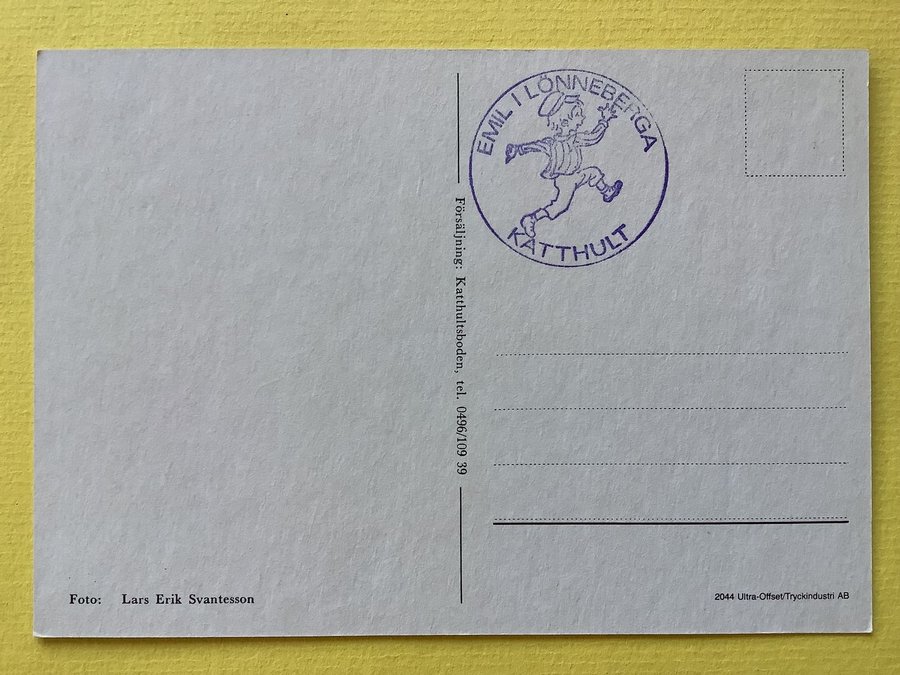 EMIL I LÖNNEBERGA
KATTHULT
Försäljning: Katthultsboden, tel. 0496/109 39
Foto: Lars Erik Svantesson
2044 Ultra-Offset/Tryckindustri AB